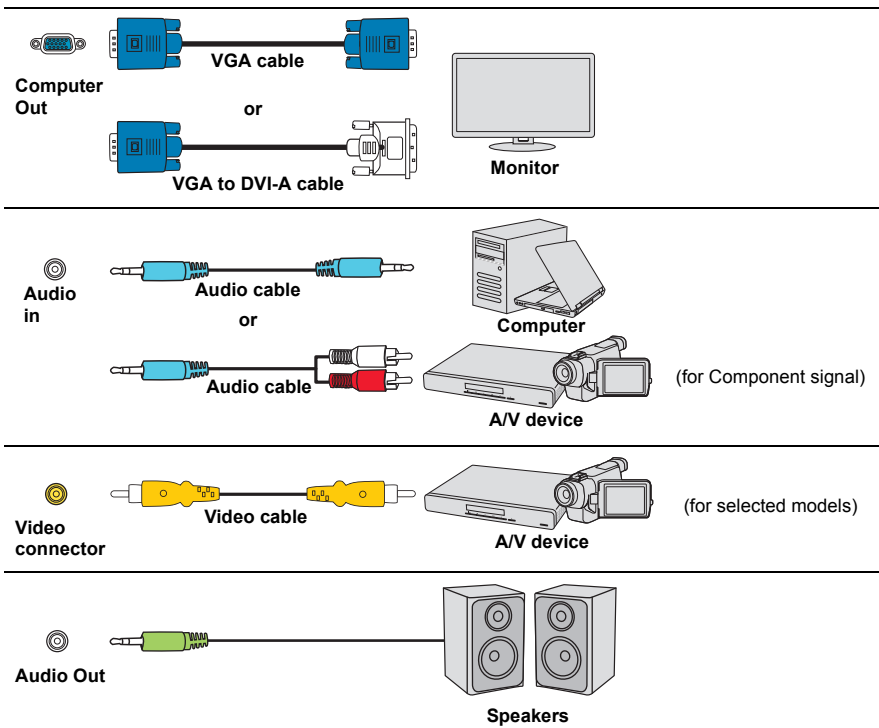 VGA cable
Computer
Out
or
VGA to DVI-A cable
Monitor
Audio
in
Audio cable
or
Computer
Audio cable
(for Component signal)
A/V device
Video
connector
Video cable
(for selected models)
A/V device
Audio Out
Speakers